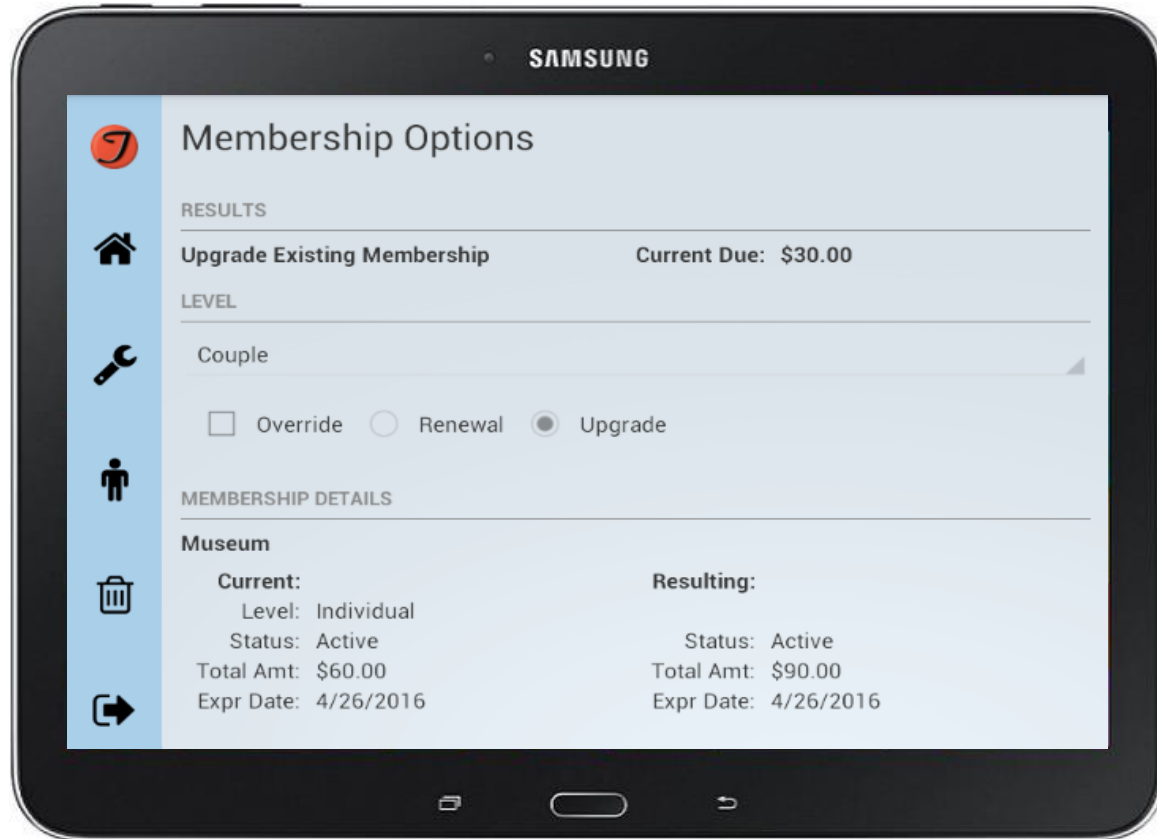 SAMSUNG
Membership Options
RESULTS
Upgrade Existing Membership Current Due: $30.00
LEVEL
Couple
Override Renewal Upgrade
MEMBERSHIP DETAILS
Museum
Current: Resulting:
Level: Individual
Status: Active Status: Active
Total Amt: $60.00 Total Amt: $90.00
Expr Date: 4/26/2016 Expr Date: 4/26/2016